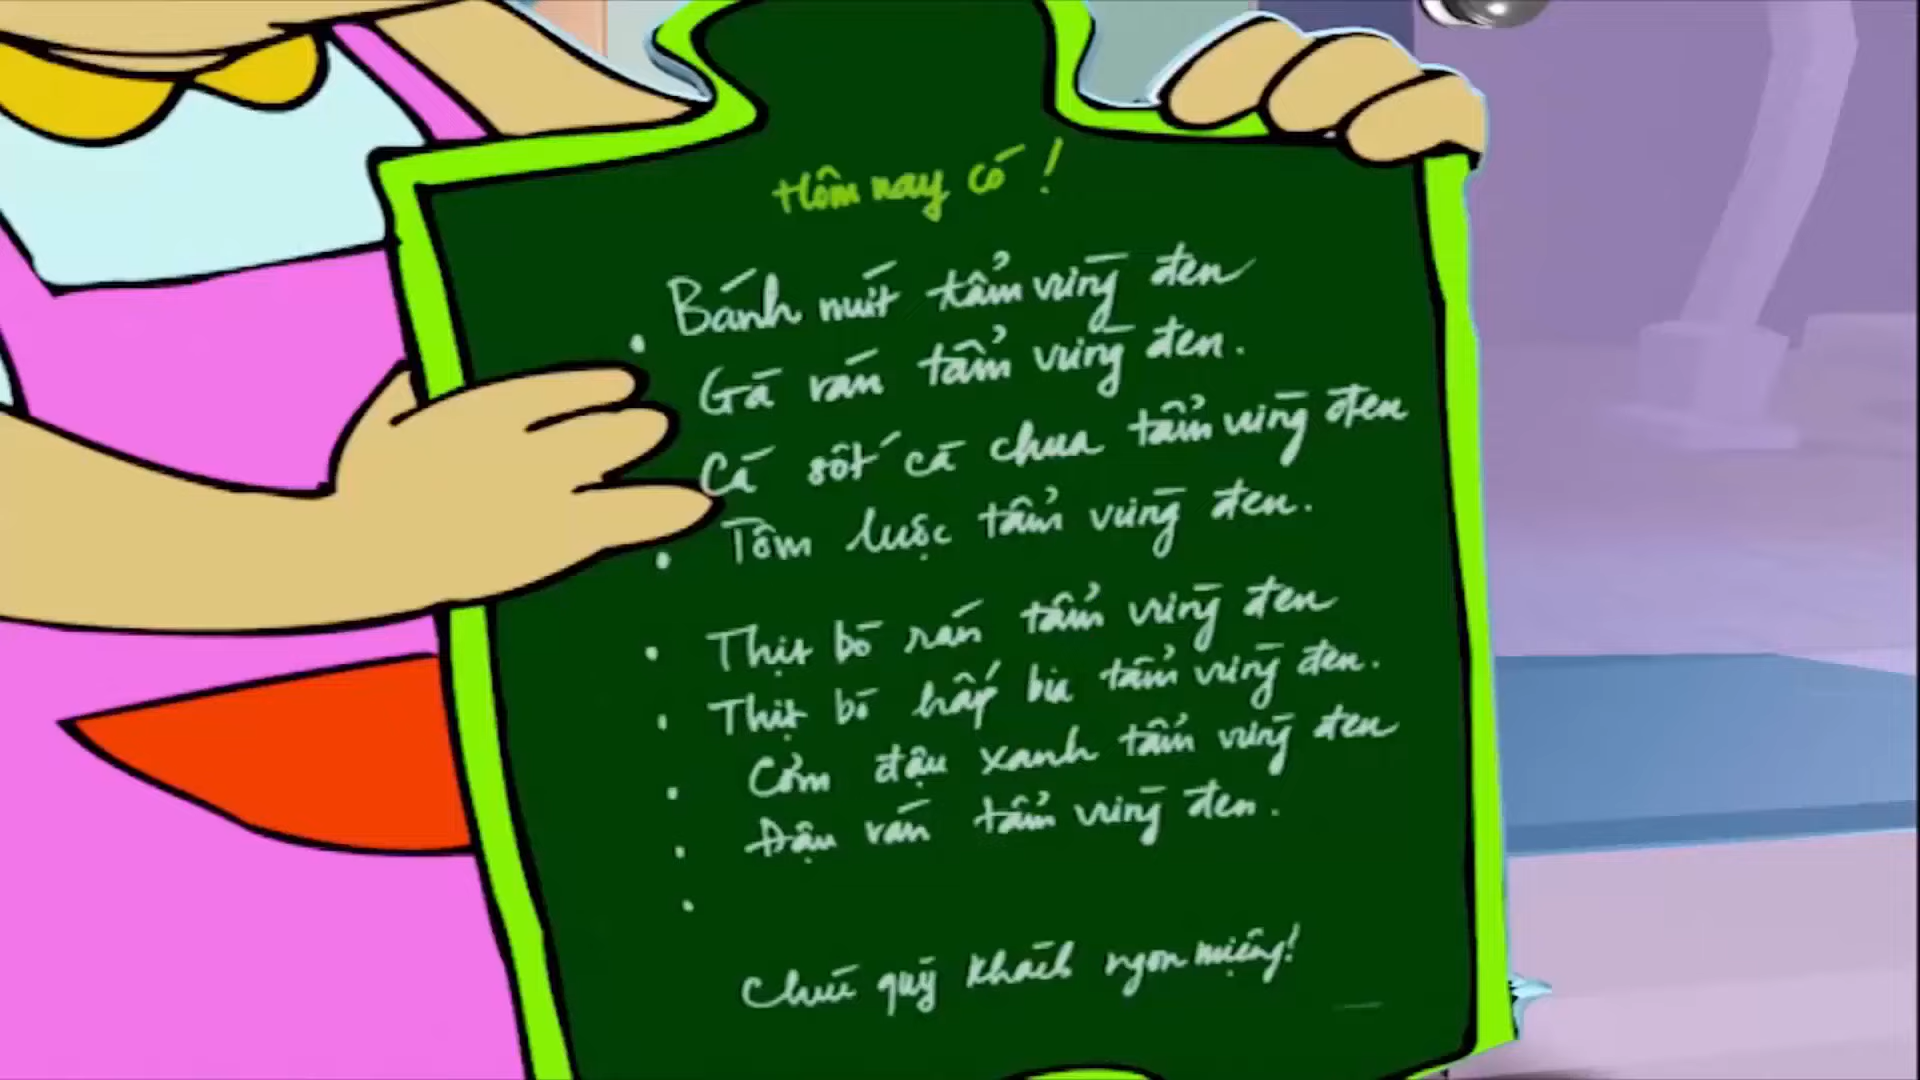 Hôm nay có !
Bánh mứt tẩm vừng đen
Gà rán tẩm vừng đen.
Cá sốt cà chua tẩm vừng đen
Tôm luộc tẩm vừng đen.
Thịt bò rán tẩm vừng đen
Thịt bò hấp bia tẩm vừng đen.
Cơm đậu xanh tẩm vừng đen
Đậu rán tẩm vừng đen.
Chúc quý khách ngon miệng!